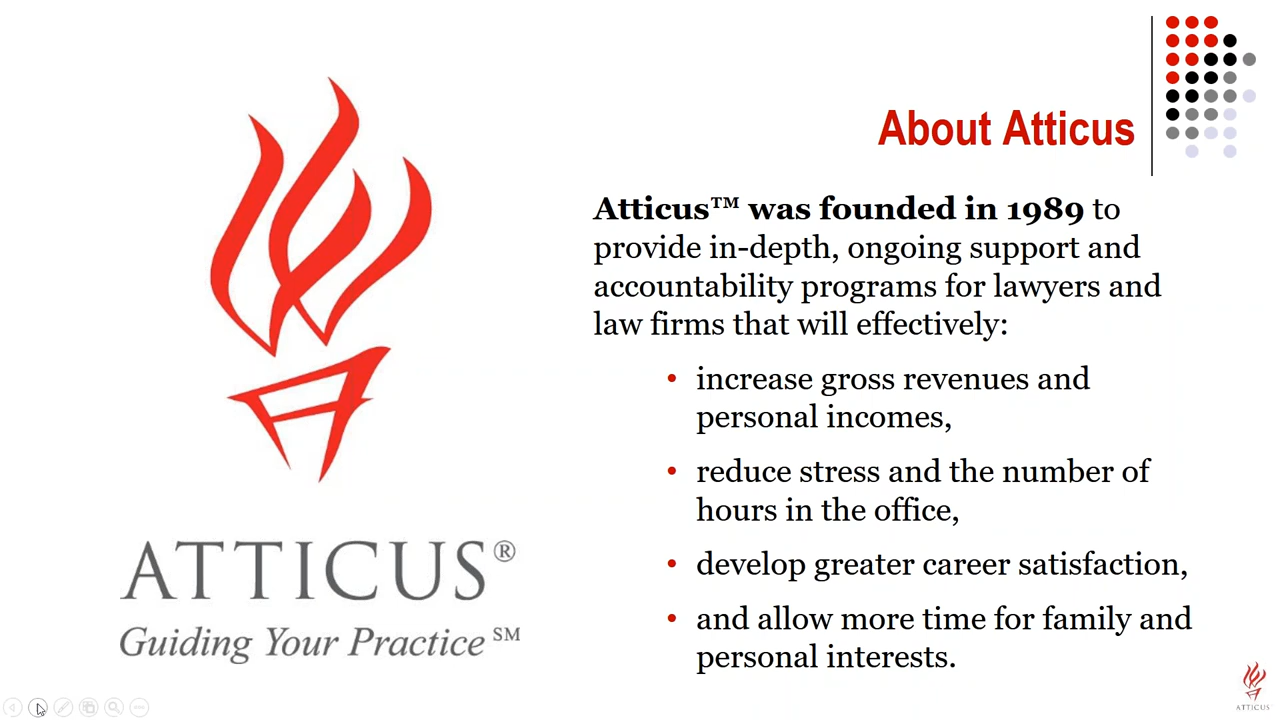 About Atticus
Atticus™ was founded in 1989 to
provide in-depth, ongoing support and
accountability programs for lawyers and
law firms that will effectively:
• increase gross revenues and
personal incomes,
• reduce stress and the number of
hours in the office,
• develop greater career satisfaction,
• and allow more time for family and
personal interests.
ATTICUS®
Guiding Your Practice℠
ATTICUS